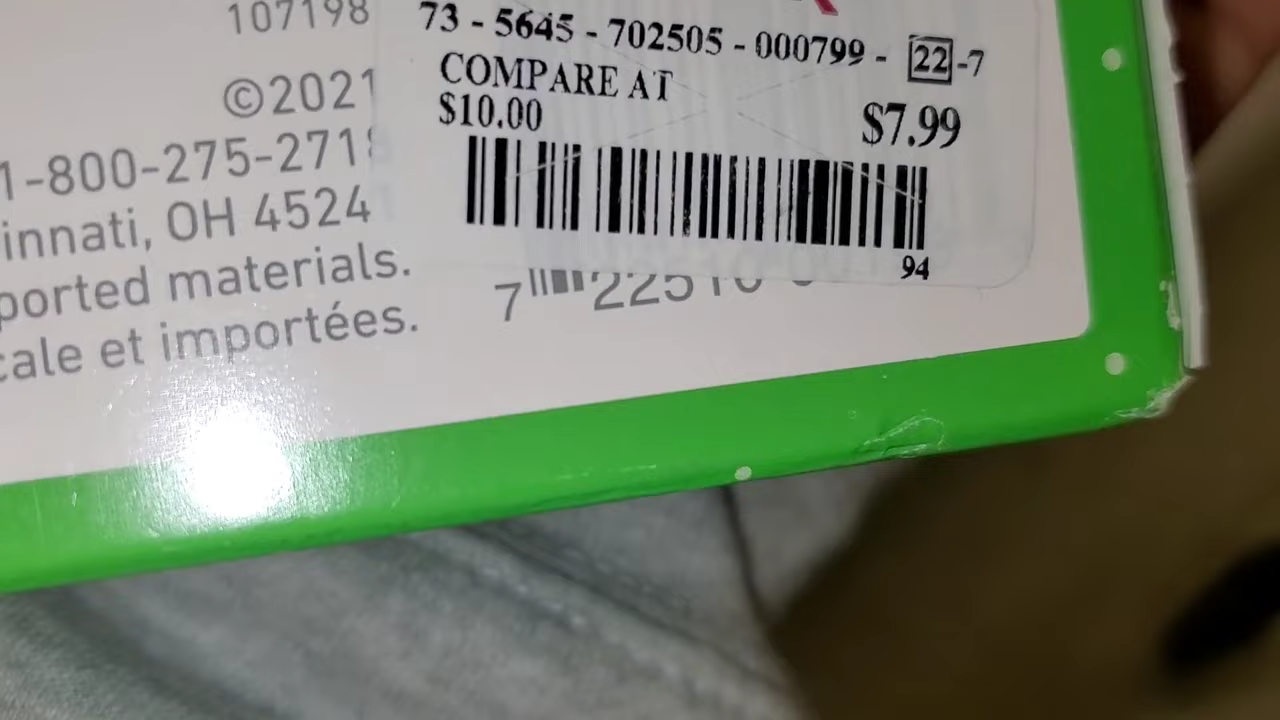 107198
©2021
1-800-275-271
innati, OH 4524
ported materials.
cale et importées.
73 - 5645 - 702505 - 000799 - 22 -7
COMPARE AT
$10.00
$7.99
94
7 22510